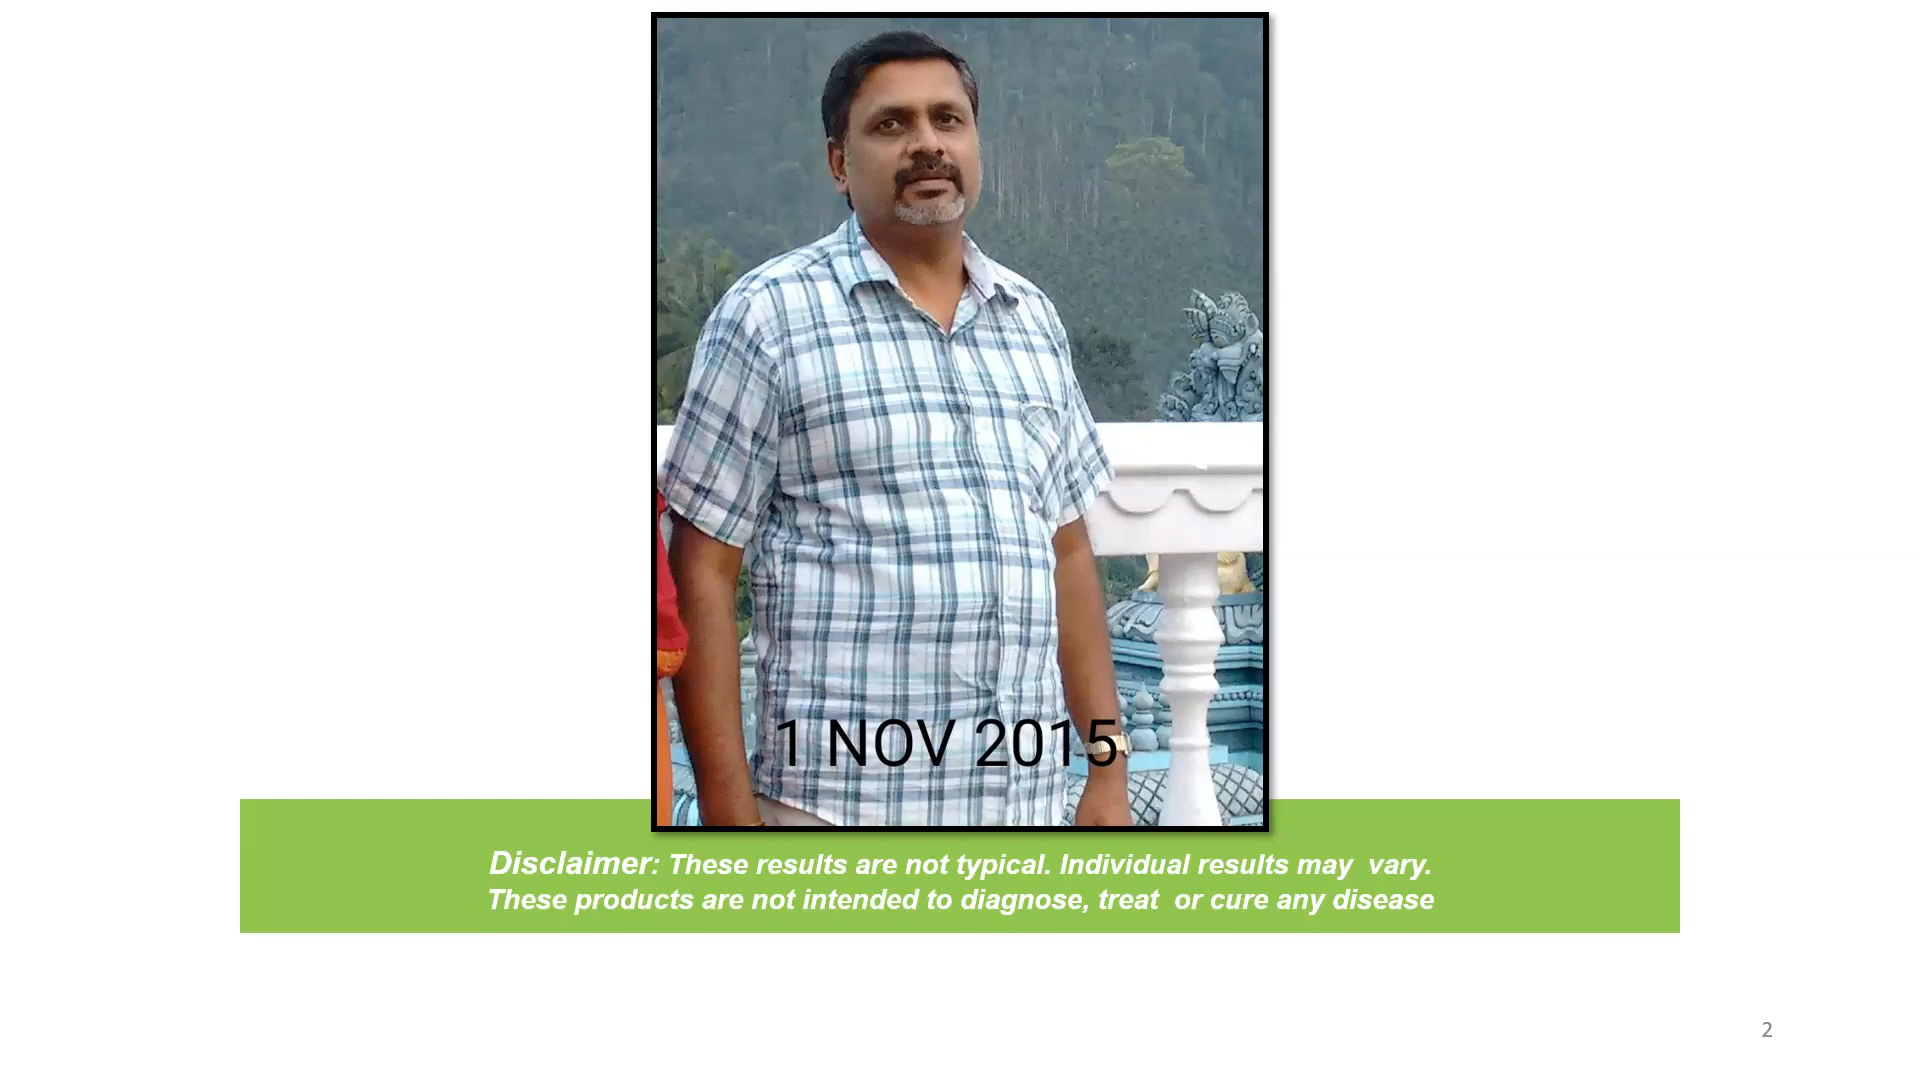 1 NOV 2015
Disclaimer: These results are not typical. Individual results may vary.
These products are not intended to diagnose, treat or cure any disease
2